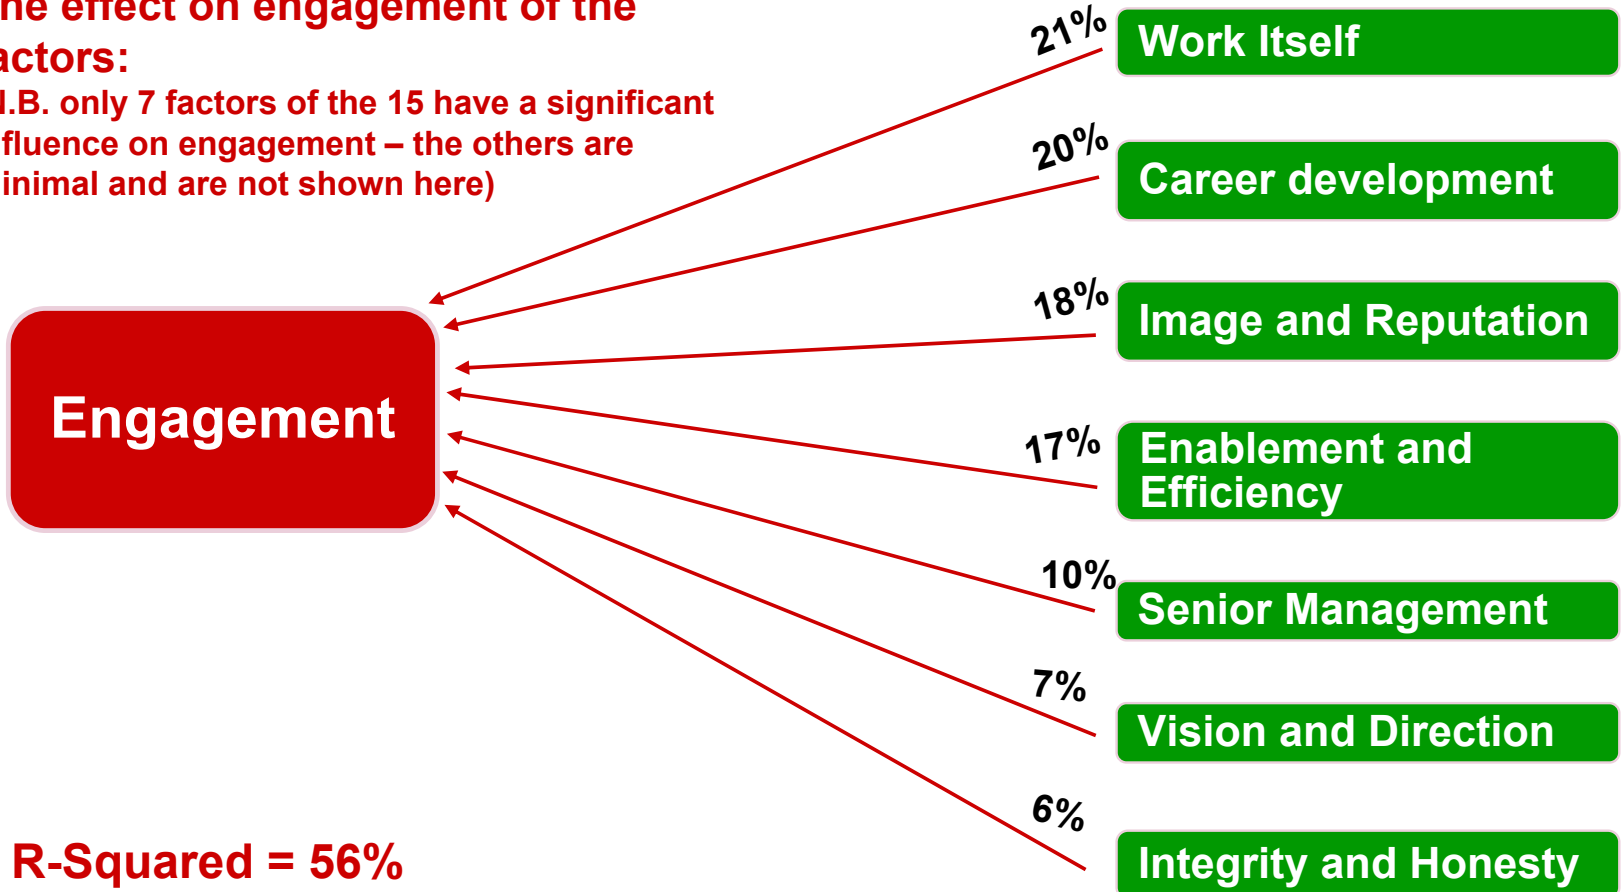 he effect on engagement of the
actors:
I.B. only 7 factors of the 15 have a significant
fluence on engagement – the others are
inimal and are not shown here)
21%
Work Itself
20%
Career development
18%
Image and Reputation
Engagement
17%
Enablement and
Efficiency
10%
Senior Management
7%
Vision and Direction
6%
Integrity and Honesty
R-Squared = 56%